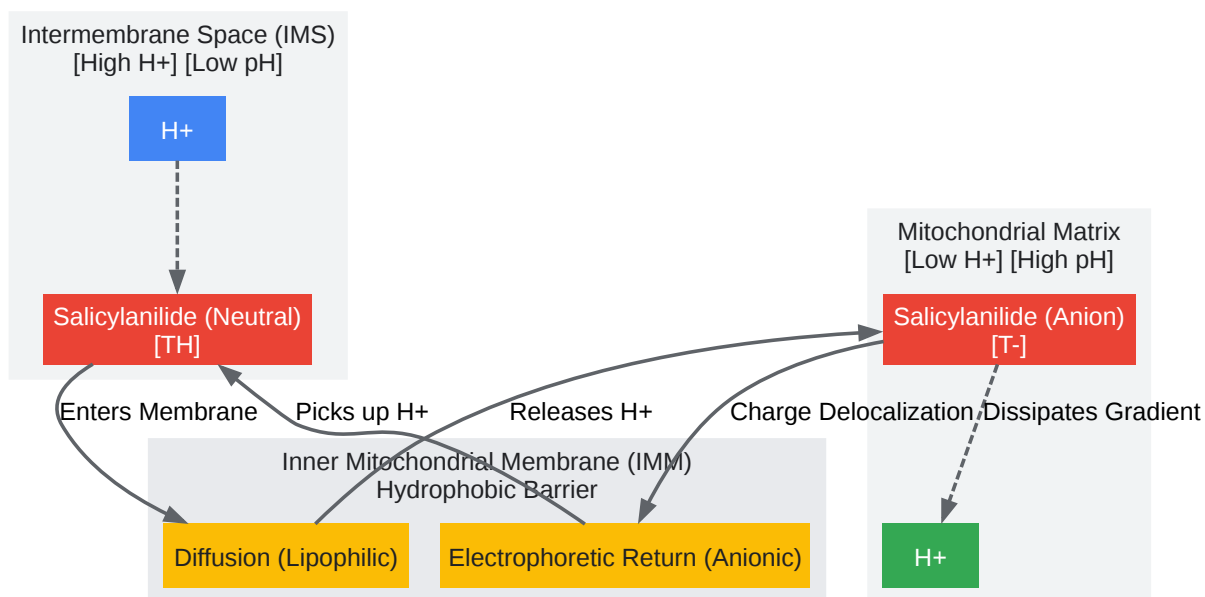 Intermembrane Space (IMS)
[High H+] [Low pH]
H+
Salicylanilide (Neutral)
[TH]
Mitochondrial Matrix
[Low H+] [High pH]
Salicylanilide (Anion)
[T-]
Enters Membrane
Picks up H+
Releases H+
Charge Delocalization
Dissipates Gradient
Inner Mitochondrial Membrane (IMM)
Hydrophobic Barrier
Diffusion (Lipophilic)
Electrophoretic Return (Anionic)
H+